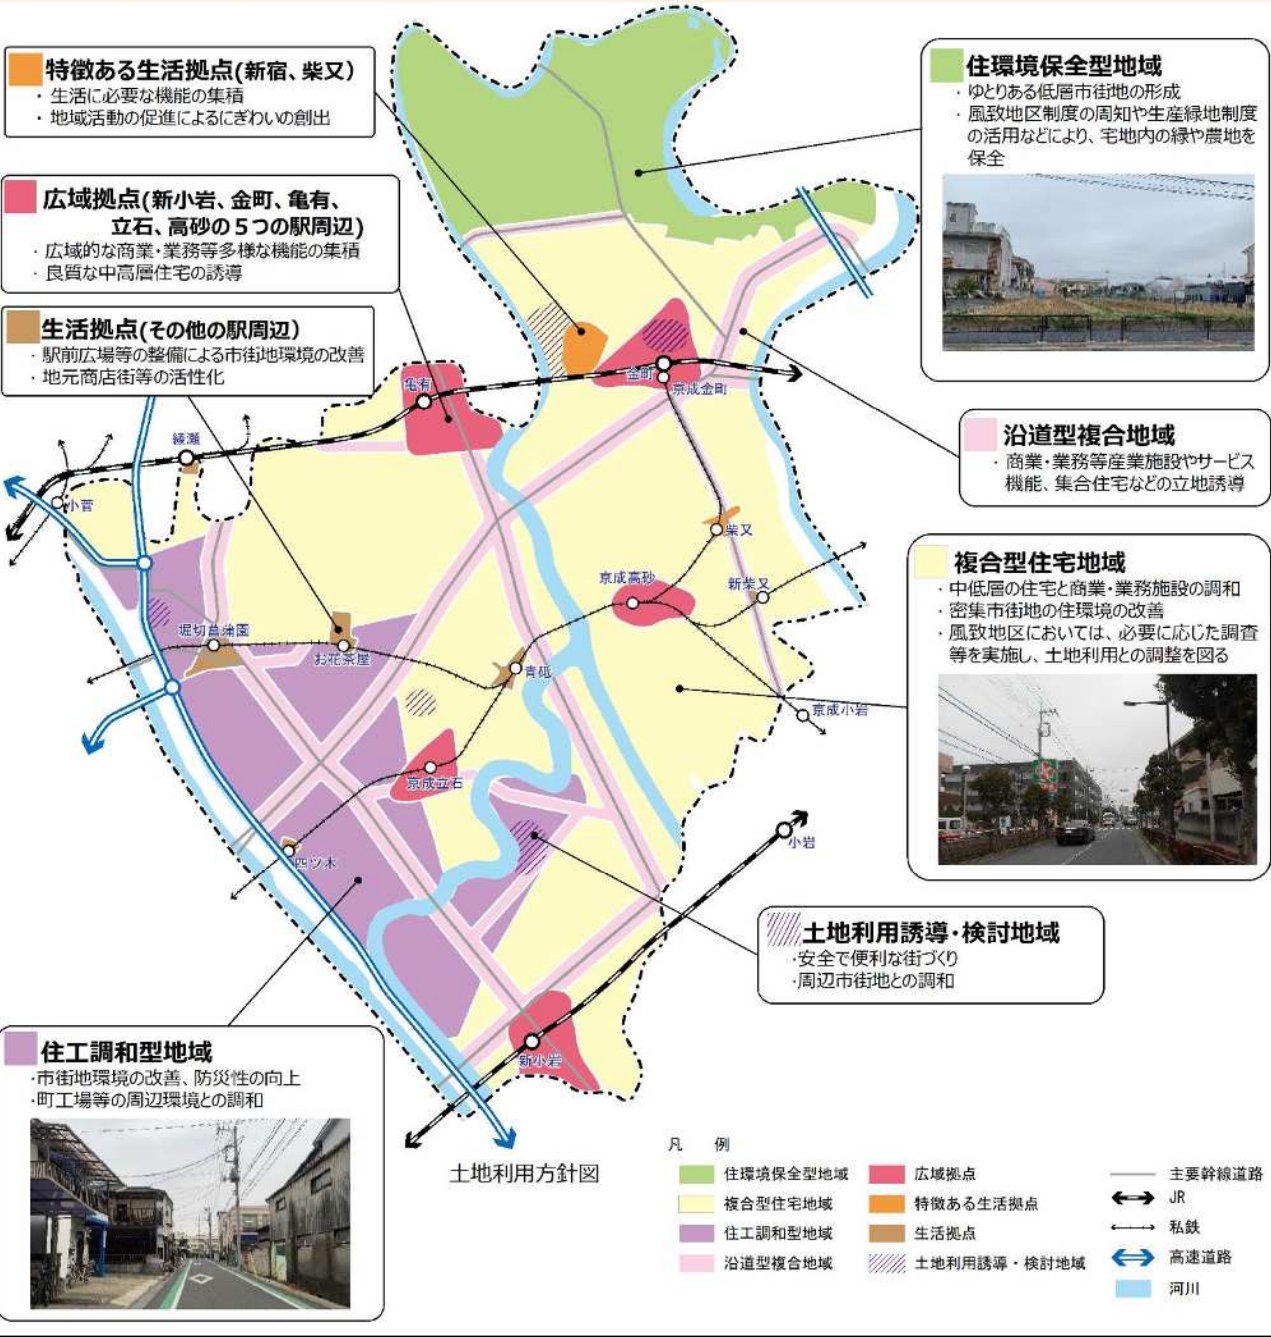 特徴ある生活拠点(新宿、柴又)
・ 生活に必要な機能の集積
・ 地域活動の促進によるにぎわいの創出
広域拠点(新小岩、金町、亀有、
立石、高砂の５つの駅周辺)
・ 広域的な商業・業務等多様な機能の集積
・ 良質な中高層住宅の誘導
生活拠点(その他の駅周辺)
・ 駅前広場等の整備による市街地環境の改善
・ 地元商店街等の活性化
住環境保全型地域
・ ゆとりある低層市街地の形成
・ 風致地区制度の周知や生産緑地制度
の活用などにより、宅地内の緑や農地を
保全
沿道型複合地域
・ 商業・業務等産業施設やサービス
機能、集合住宅などの立地誘導
複合型住宅地域
・ 中低層の住宅と商業・業務施設の調和
・ 密集市街地の住環境の改善
・ 風致地区においては、必要に応じた調査
等を実施し、土地利用との調整を図る
土地利用誘導・検討地域
・安全で便利な街づくり
・周辺市街地との調和
住工調和型地域
・市街地環境の改善、防災性の向上
・町工場等の周辺環境との調和
金町
京成金町
亀有
綾瀬
小菅
柴又
京成高砂
新柴又
堀切菖蒲園
お花茶屋
青砥
京成小岩
京成立石
小岩
四ツ木
新小岩
土地利用方針図
凡 例
住環境保全型地域
複合型住宅地域
住工調和型地域
沿道型複合地域
広域拠点
特徴ある生活拠点
生活拠点
土地利用誘導・検討地域
主要幹線道路
JR
私鉄
高速道路
河川